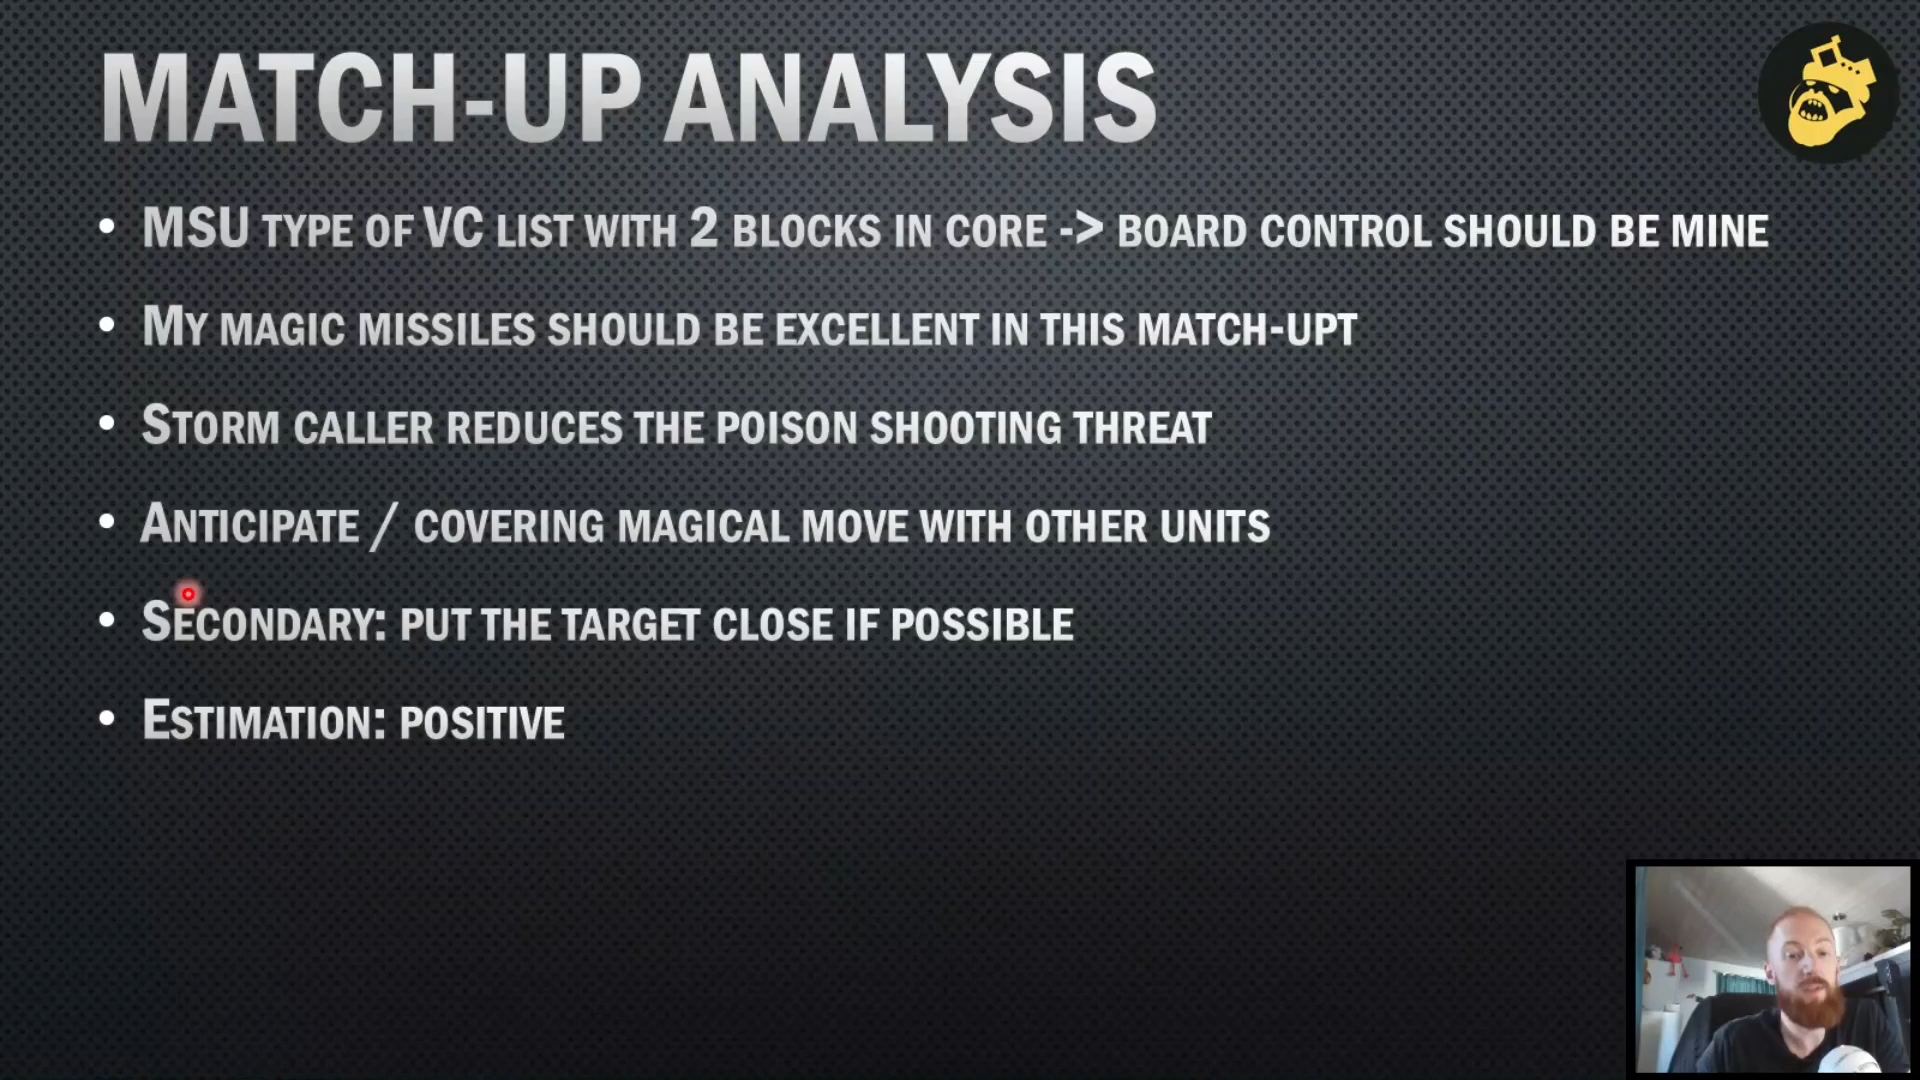 MATCH-UP ANALYSIS
• MSU TYPE OF VC LIST WITH 2 BLOCKS IN CORE -> BOARD CONTROL SHOULD BE MINE
• MY MAGIC MISSILES SHOULD BE EXCELLENT IN THIS MATCH-UPT
• STORM CALLER REDUCES THE POISON SHOOTING THREAT
• ANTICIPATE / COVERING MAGICAL MOVE WITH OTHER UNITS
• SECONDARY: PUT THE TARGET CLOSE IF POSSIBLE
• ESTIMATION: POSITIVE